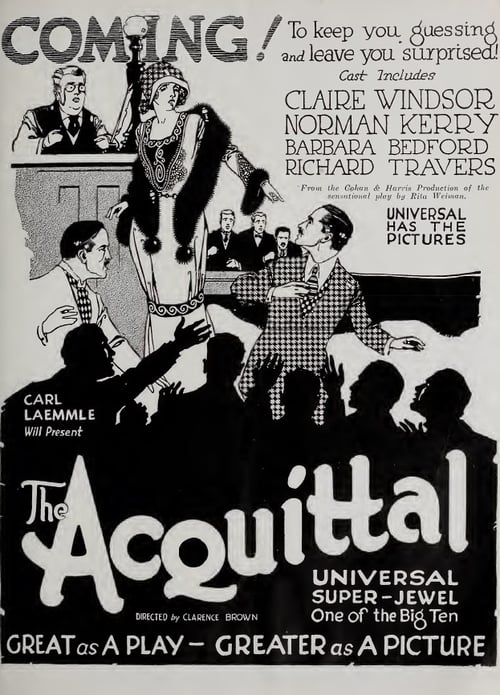 COMING!
To keep you guessing
and leave you surprised!
Cast Includes
CLAIRE WINDSOR
NORMAN KERRY
BARBARA BEDFORD
RICHARD TRAVERS
From the Cohan & Harris Production of the
sensational play by Rita Weiman.
UNIVERSAL
HAS THE
PICTURES
CARL
LAEMMLE
Will Present
The
Acquittal
UNIVERSAL
SUPER-JEWEL
One of the Big Ten
DIRECTED by CLARENCE BROWN
GREAT as A PLAY - GREATER as A PICTURE